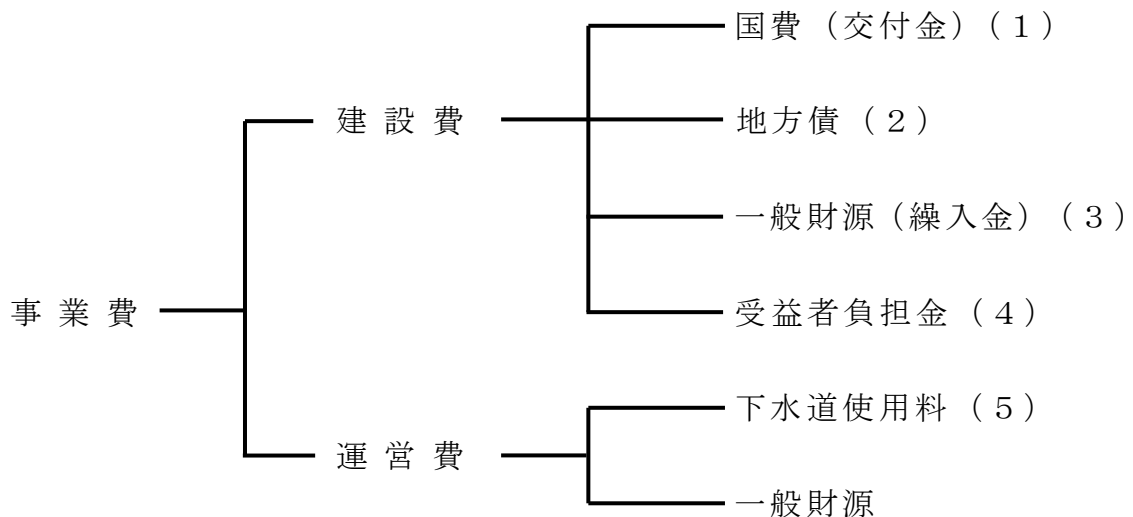 国費（交付金）(１)
建設費
地方債（２）
一般財源（繰入金）(３)
事業費
受益者負担金（４）
下水道使用料（５）
運営費
一般財源